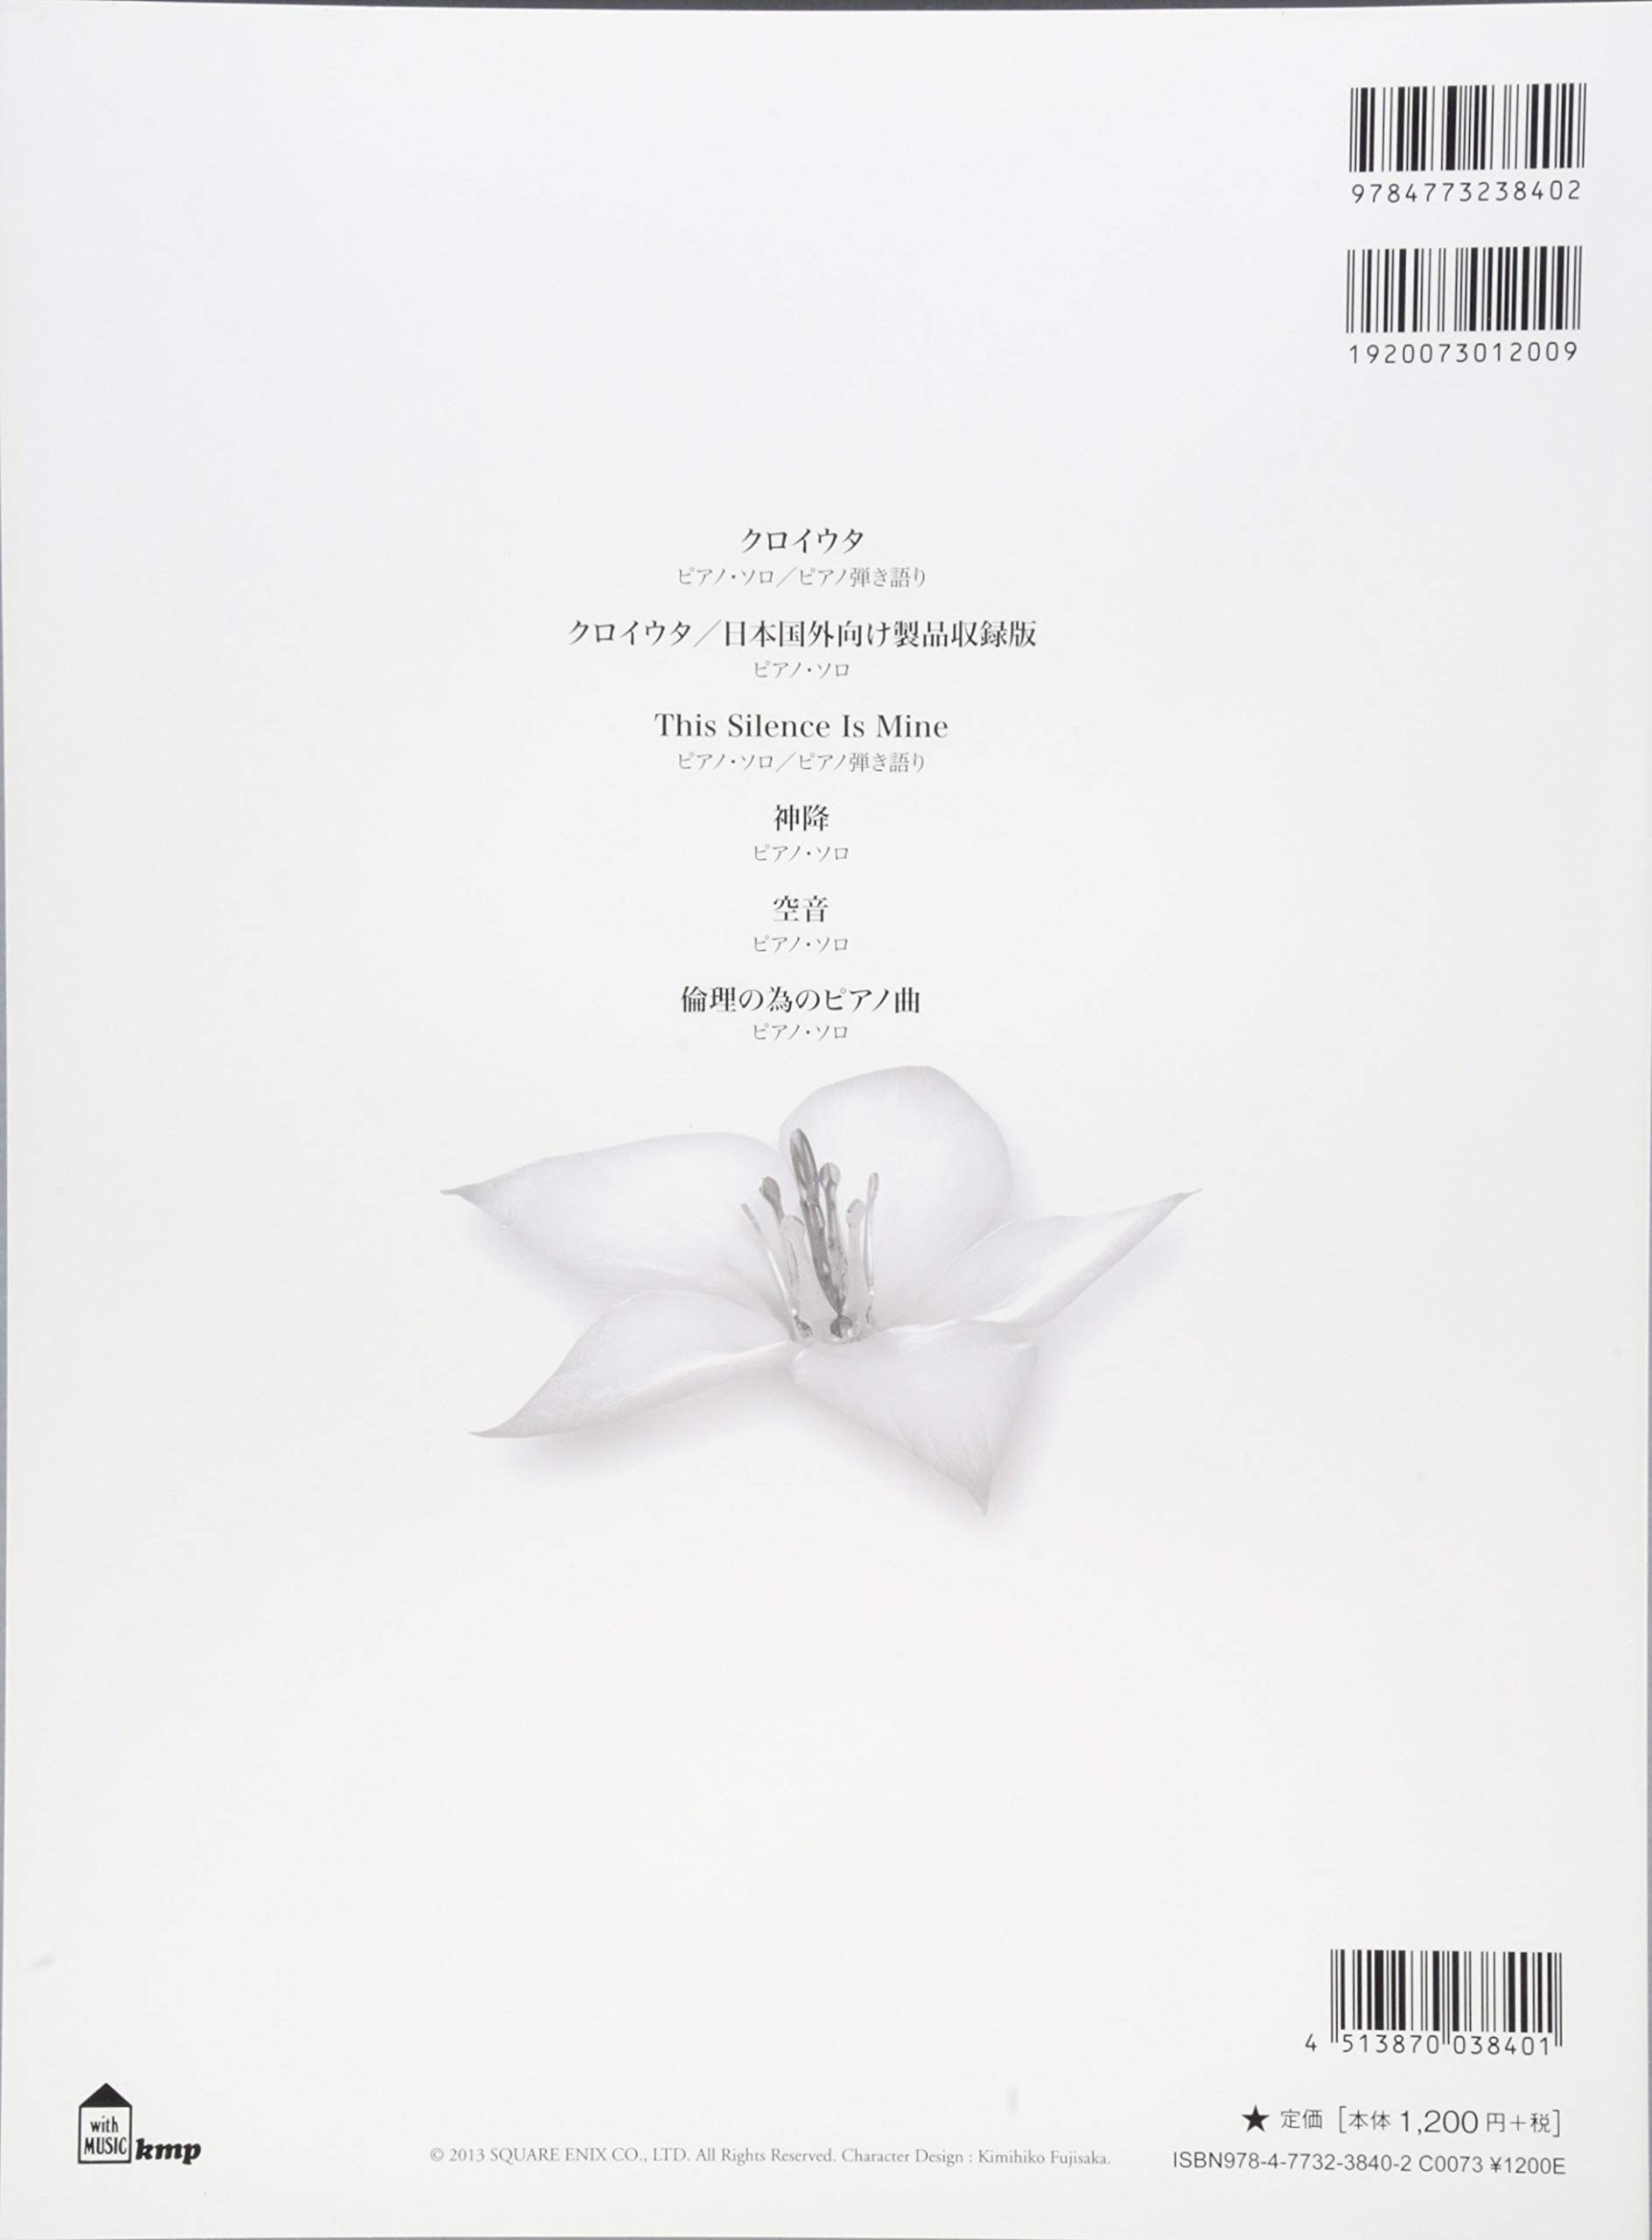 9784773238402
1920073012009
クロイウタ
ピアノ・ソロ／ピアノ弾き語り
クロイウタ／日本国外向け製品収録版
ピアノ・ソロ
This Silence Is Mine
ピアノ・ソロ／ピアノ弾き語り
神降
ピアノ・ソロ
空音
ピアノ・ソロ
倫理の為のピアノ曲
ピアノ・ソロ
4 513870 038401
★ 定価［本体 1,200 円+税］
ISBN978-4-7732-3840-2 C0073 ¥1200E
with
MUSIC kmp
© 2013 SQUARE ENIX CO., LTD. All Rights Reserved. Character Design : Kimihiko Fujisaka.